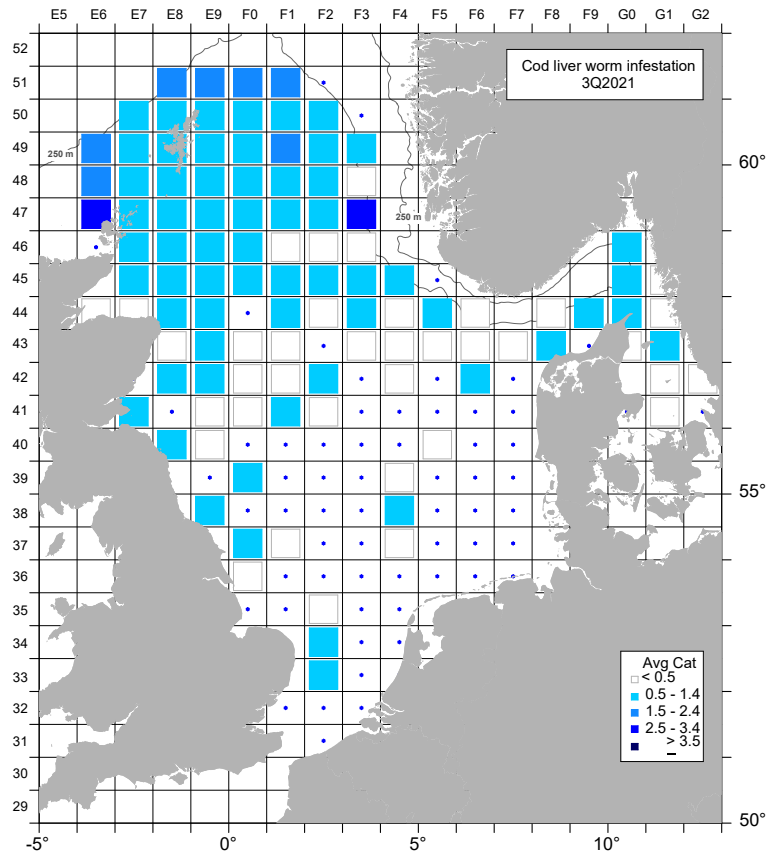 E5 E6 E7 E8 E9 F0 F1 F2 F3 F4 F5 F6 F7 F8 F9 G0 G1 G2
52
51
50
49
48
47
46
45
44
43
42
41
40
39
38
37
36
35
34
33
32
31
30
29
Cod liver worm infestation
3Q2021
250 m
250 m
60°
55°
50°
Avg Cat
< 0.5
0.5 - 1.4
1.5 - 2.4
2.5 - 3.4
≥ 3.5
-5° 0° 5° 10°